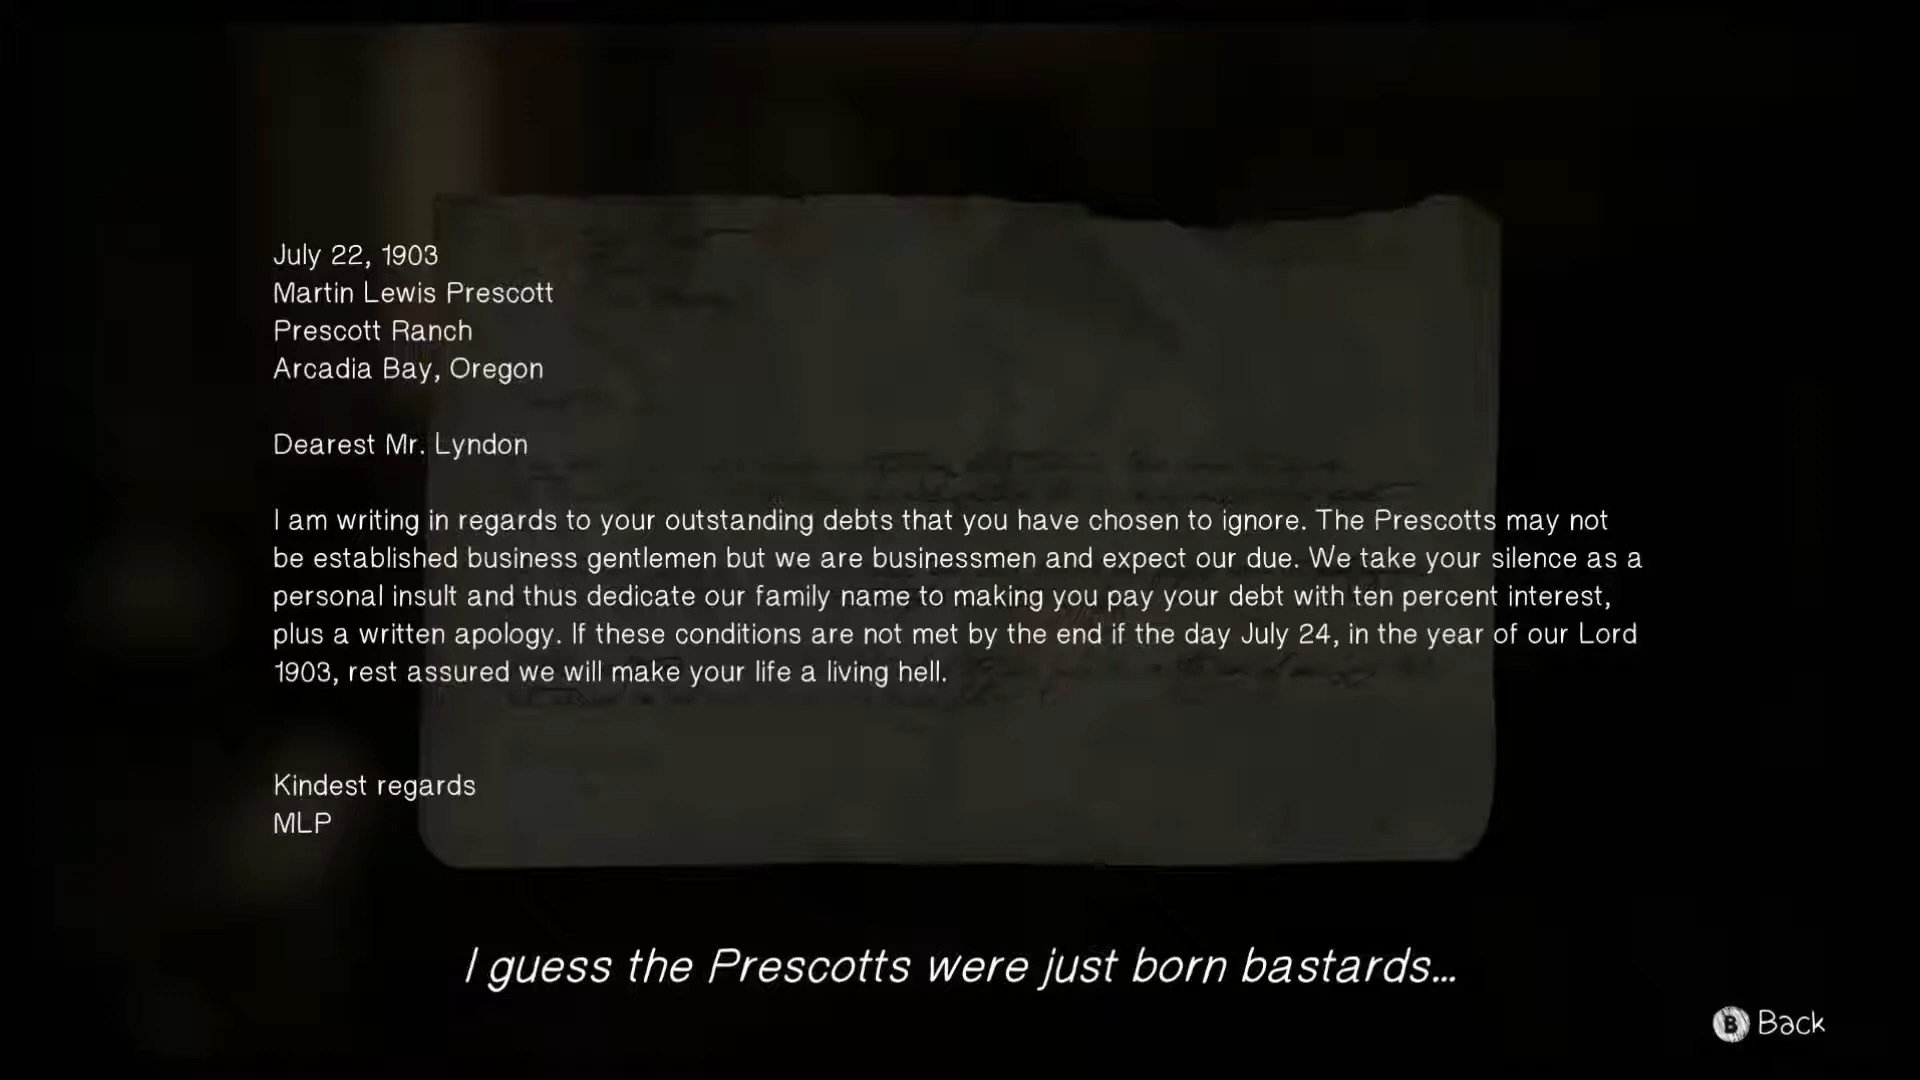 July 22, 1903
Martin Lewis Prescott
Prescott Ranch
Arcadia Bay, Oregon
Dearest Mr. Lyndon
I am writing in regards to your outstanding debts that you have chosen to ignore. The Prescotts may not
be established business gentlemen but we are businessmen and expect our due. We take your silence as a
personal insult and thus dedicate our family name to making you pay your debt with ten percent interest,
plus a written apology. If these conditions are not met by the end if the day July 24, in the year of our Lord
1903, rest assured we will make your life a living hell.
Kindest regards
MLP
I guess the Prescotts were just born bastards...
B Back